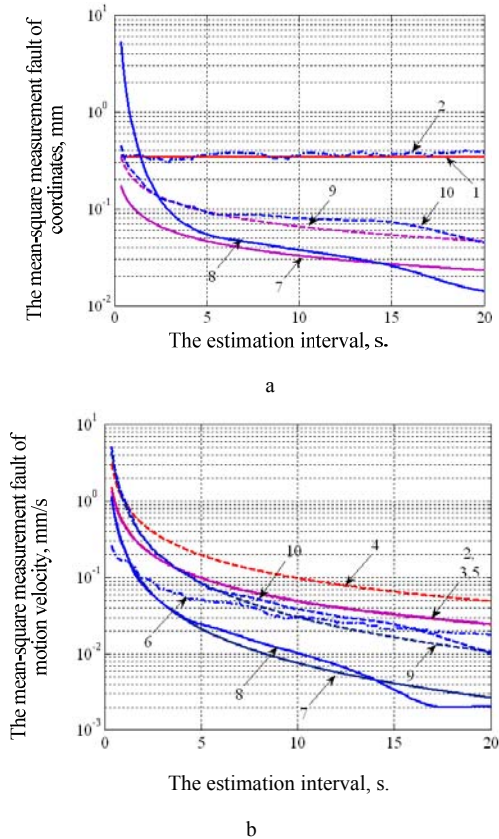 The mean-square measurement fault of
coordinates, mm
10^1
10^0
10^-1
10^-2
2
1
9
10
8
7
0 5 10 15 20
The estimation interval, s.
a
The mean-square measurement fault of
motion velocity, mm/s
10^1
10^0
10^-1
10^-2
10^-3
10
4
2,
3.5
6
9
8
7
5 10 15 20
The estimation interval, s.
b